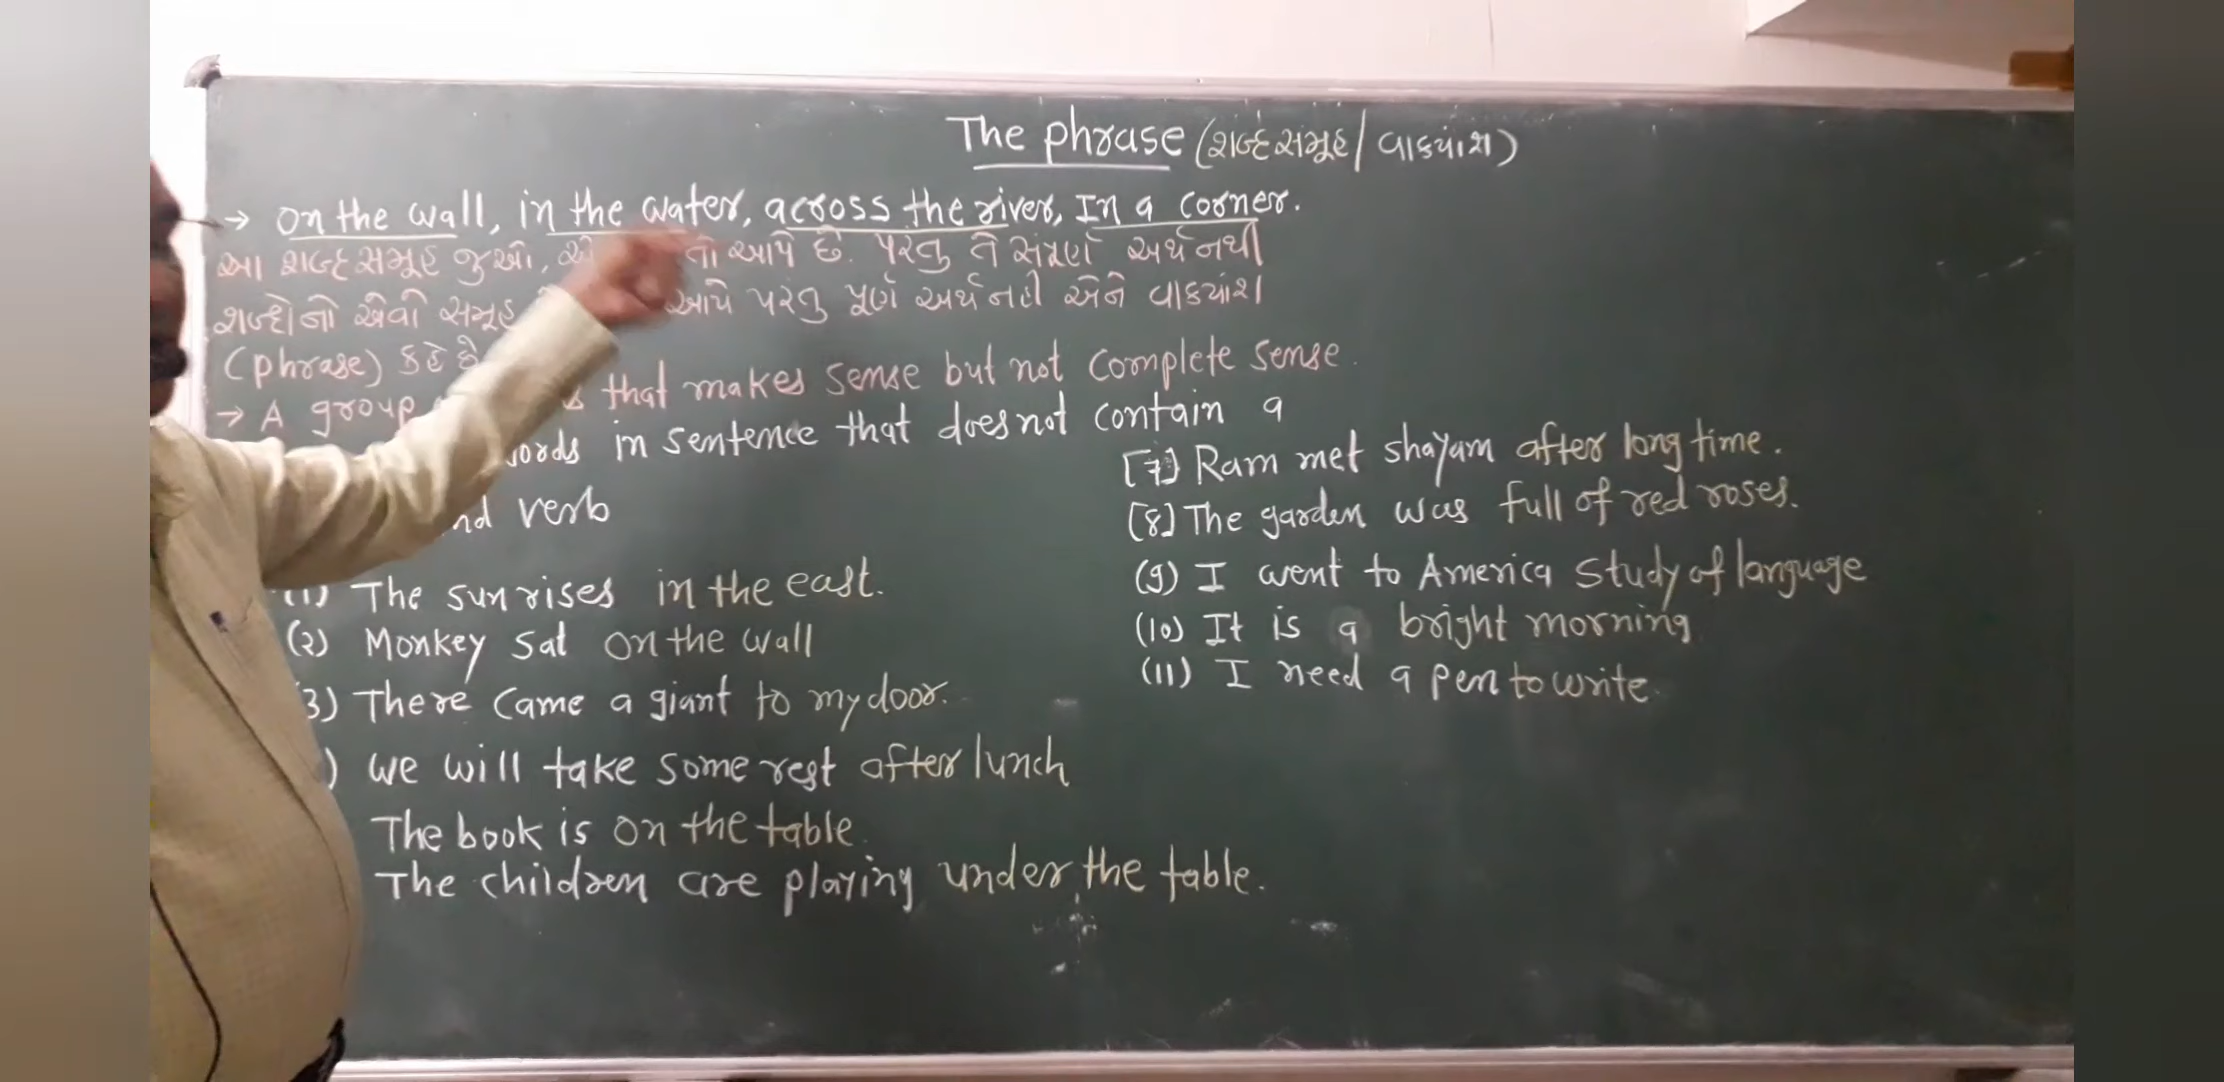 The phrase (શબ્દસમૂહ / વાક્યાંશ)
→ on the wall, in the water, across the river, In a corner.
આ શબ્દસમૂહ જુઓ, આપે છે. પરંતુ તે સંપૂર્ણ અર્થ નથી
શબ્દોનો એવો સમૂહ આપે પરંતુ પૂર્ણ અર્થ નહી એને વાક્યાંશ
(phrase) કહે છે
→ A group that makes sense but not complete sense.
words in sentence that does not contain a
and verb
(1) The sun rises in the east.
(2) Monkey sat on the wall
3) There came a giant to my door.
) we will take some rest after lunch
The book is on the table.
The children are playing under the table.
[7] Ram met shayam after long time.
[8] The garden was full of red roses.
(9) I went to America study of language
(10) It is a bright morning
(11) I need a pen to write.